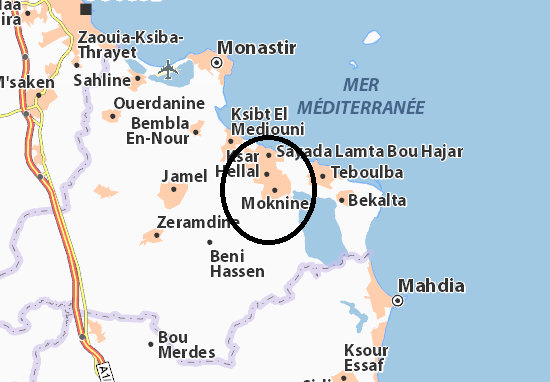 Zaouia-Ksiba-
Thrayet
Monastir
Sahline
M'saken
MER
MÉDITERRANÉE
Ouerdanine
Bembla
En-Nour
Ksibt El
Mediouni
Ksar
Hellal
Sayada Lamta Bou Hajar
Teboulba
Jamel
Moknine
Bekalta
Zeramdine
Beni
Hassen
Mahdia
Bou
Merdes
Ksour
Essaf
A1